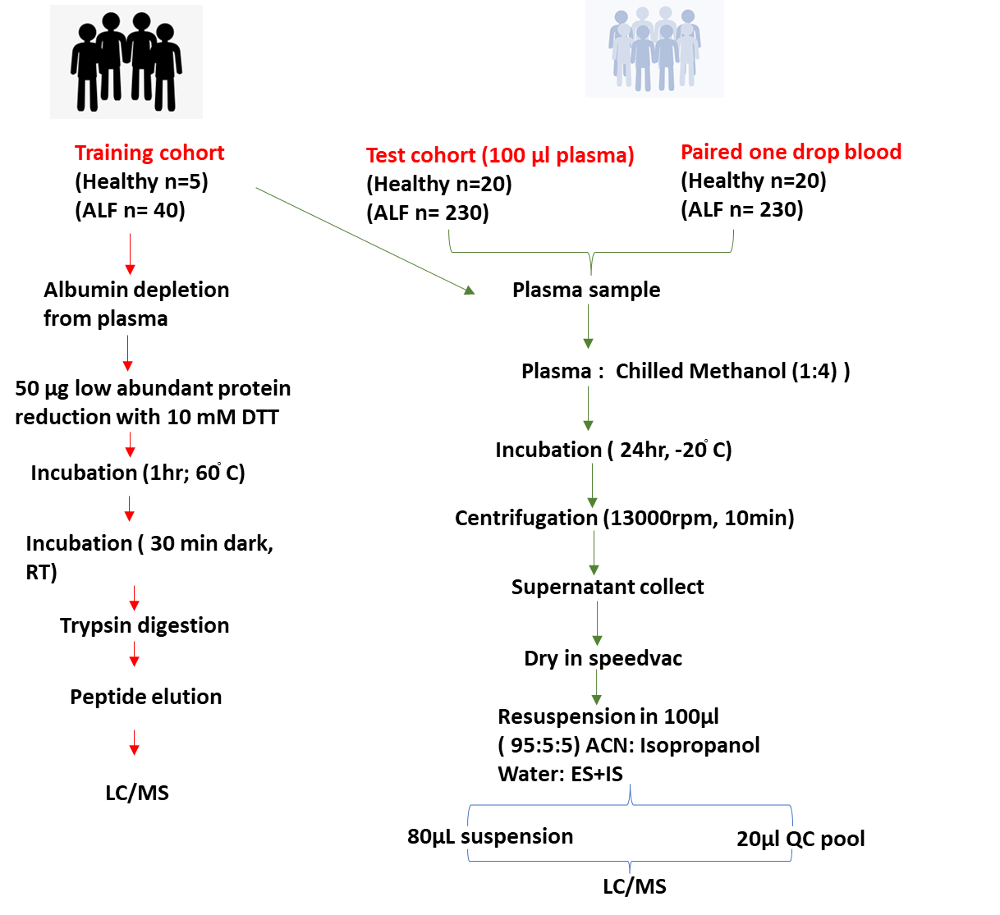 Training cohort
(Healthy n=5)
(ALF n= 40)
Albumin depletion
from plasma
50 µg low abundant protein
reduction with 10 mM DTT
Incubation (1hr; 60° C)
Incubation ( 30 min dark,
RT)
Trypsin digestion
Peptide elution
LC/MS
Test cohort (100 µl plasma)
(Healthy n=20)
(ALF n= 230)
Paired one drop blood
(Healthy n=20)
(ALF n= 230)
Plasma sample
Plasma : Chilled Methanol (1:4) )
Incubation ( 24hr, -20° C)
Centrifugation (13000rpm, 10min)
Supernatant collect
Dry in speedvac
Resuspension in 100µl
( 95:5:5) ACN: Isopropanol
Water: ES+IS
80µL suspension
20µl QC pool
LC/MS